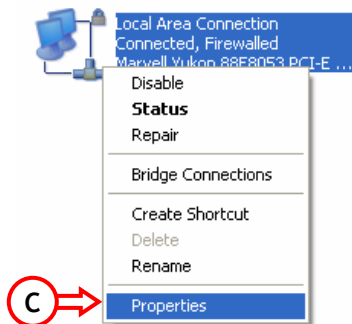 Local Area Connection
Connected, Firewalled
Marvell Yukon 88E8053 PCI-E ...
Disable
Status
Repair
Bridge Connections
Create Shortcut
Delete
Rename
C
Properties